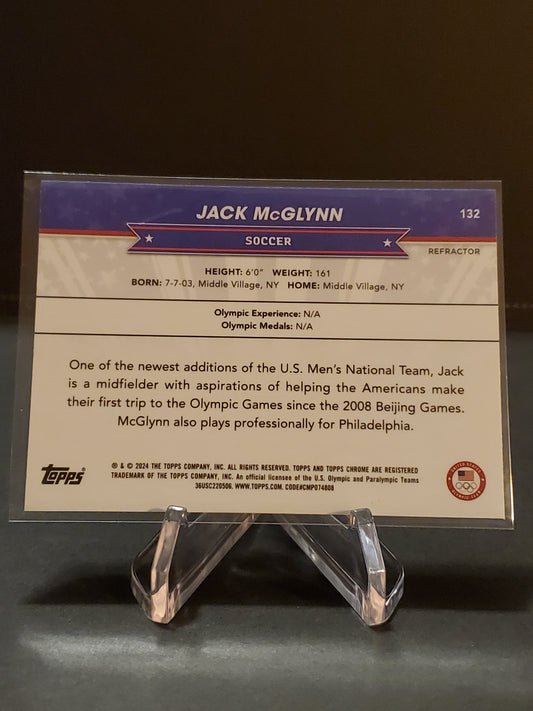 JACK McGLYNN
132
SOCCER
REFRACTOR
HEIGHT: 6'0" WEIGHT: 161
BORN: 7-7-03, Middle Village, NY HOME: Middle Village, NY
Olympic Experience: N/A
Olympic Medals: N/A
One of the newest additions of the U.S. Men's National Team, Jack
is a midfielder with aspirations of helping the Americans make
their first trip to the Olympic Games since the 2008 Beijing Games.
McGlynn also plays professionally for Philadelphia.
Topps®
® & © 2024 THE TOPPS COMPANY, INC. ALL RIGHTS RESERVED. TOPPS AND TOPPS CHROME ARE REGISTERED
TRADEMARK OF THE TOPPS COMPANY, INC. An official licensee of the U.S. Olympic and Paralympic Teams
36USC220506. WWW.TOPPS.COM. CODE#CMP074808
UNITED STATES